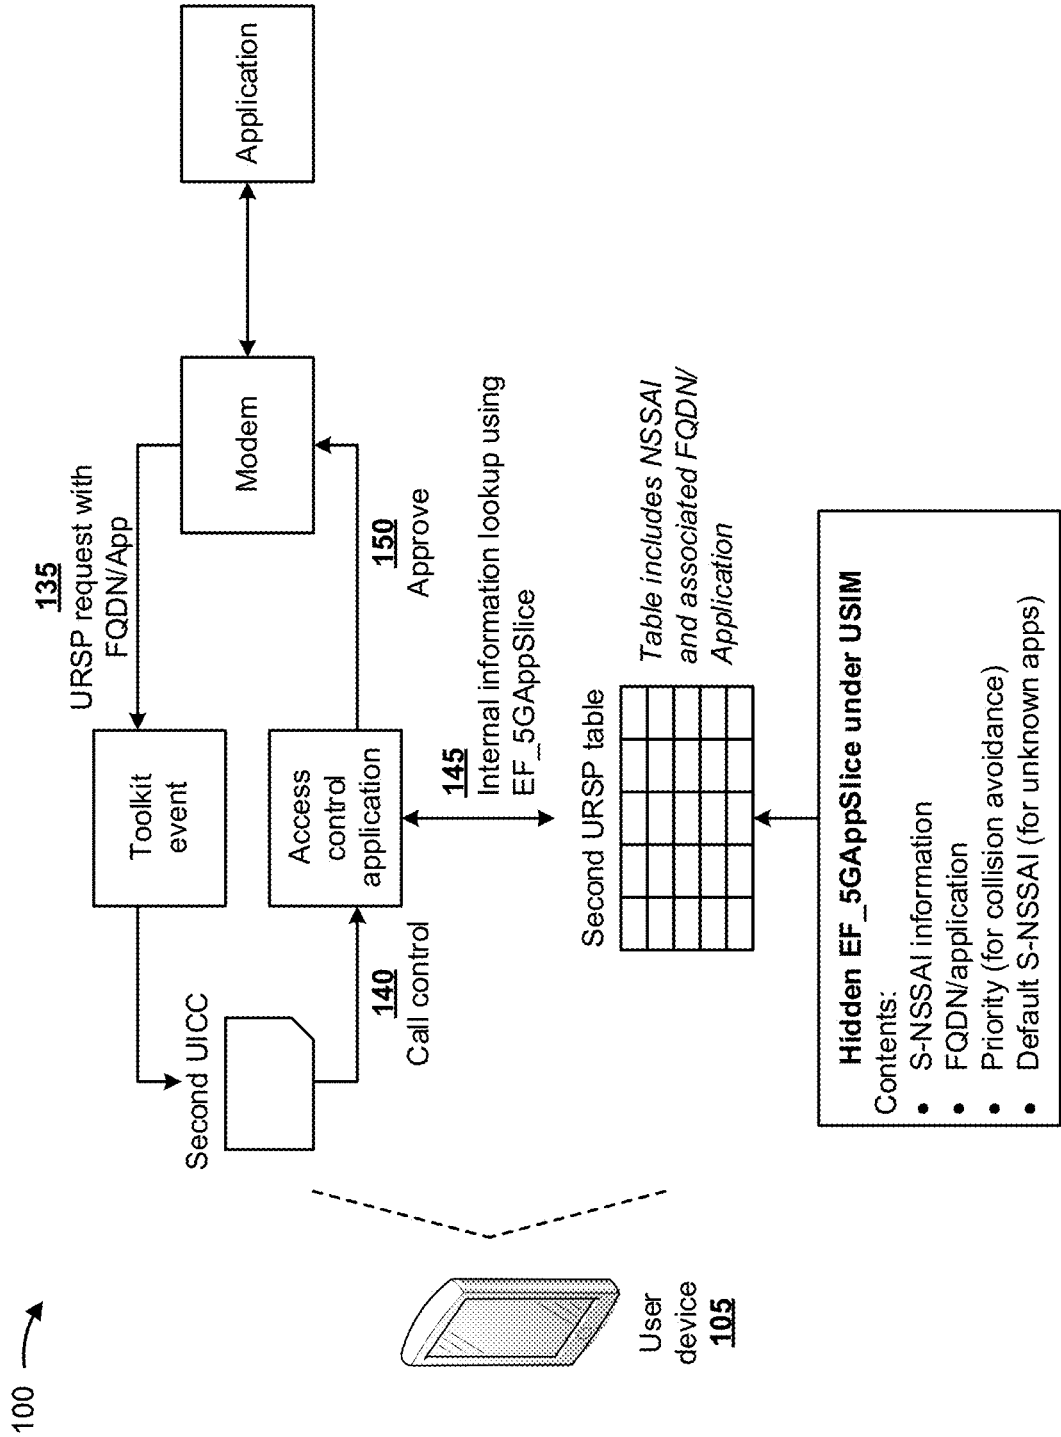 100
User
device
105
Second UICC
Toolkit
event
135
URSP request with
FQDN/App
Modem
Application
140
Call control
Access
control
application
150
Approve
145
Internal information lookup using
EF_5GAppSlice
Second URSP table
Table includes NSSAI
and associated FQDN/
Application
Hidden EF_5GAppSlice under USIM
Contents:
• S-NSSAI information
• FQDN/application
• Priority (for collision avoidance)
• Default S-NSSAI (for unknown apps)